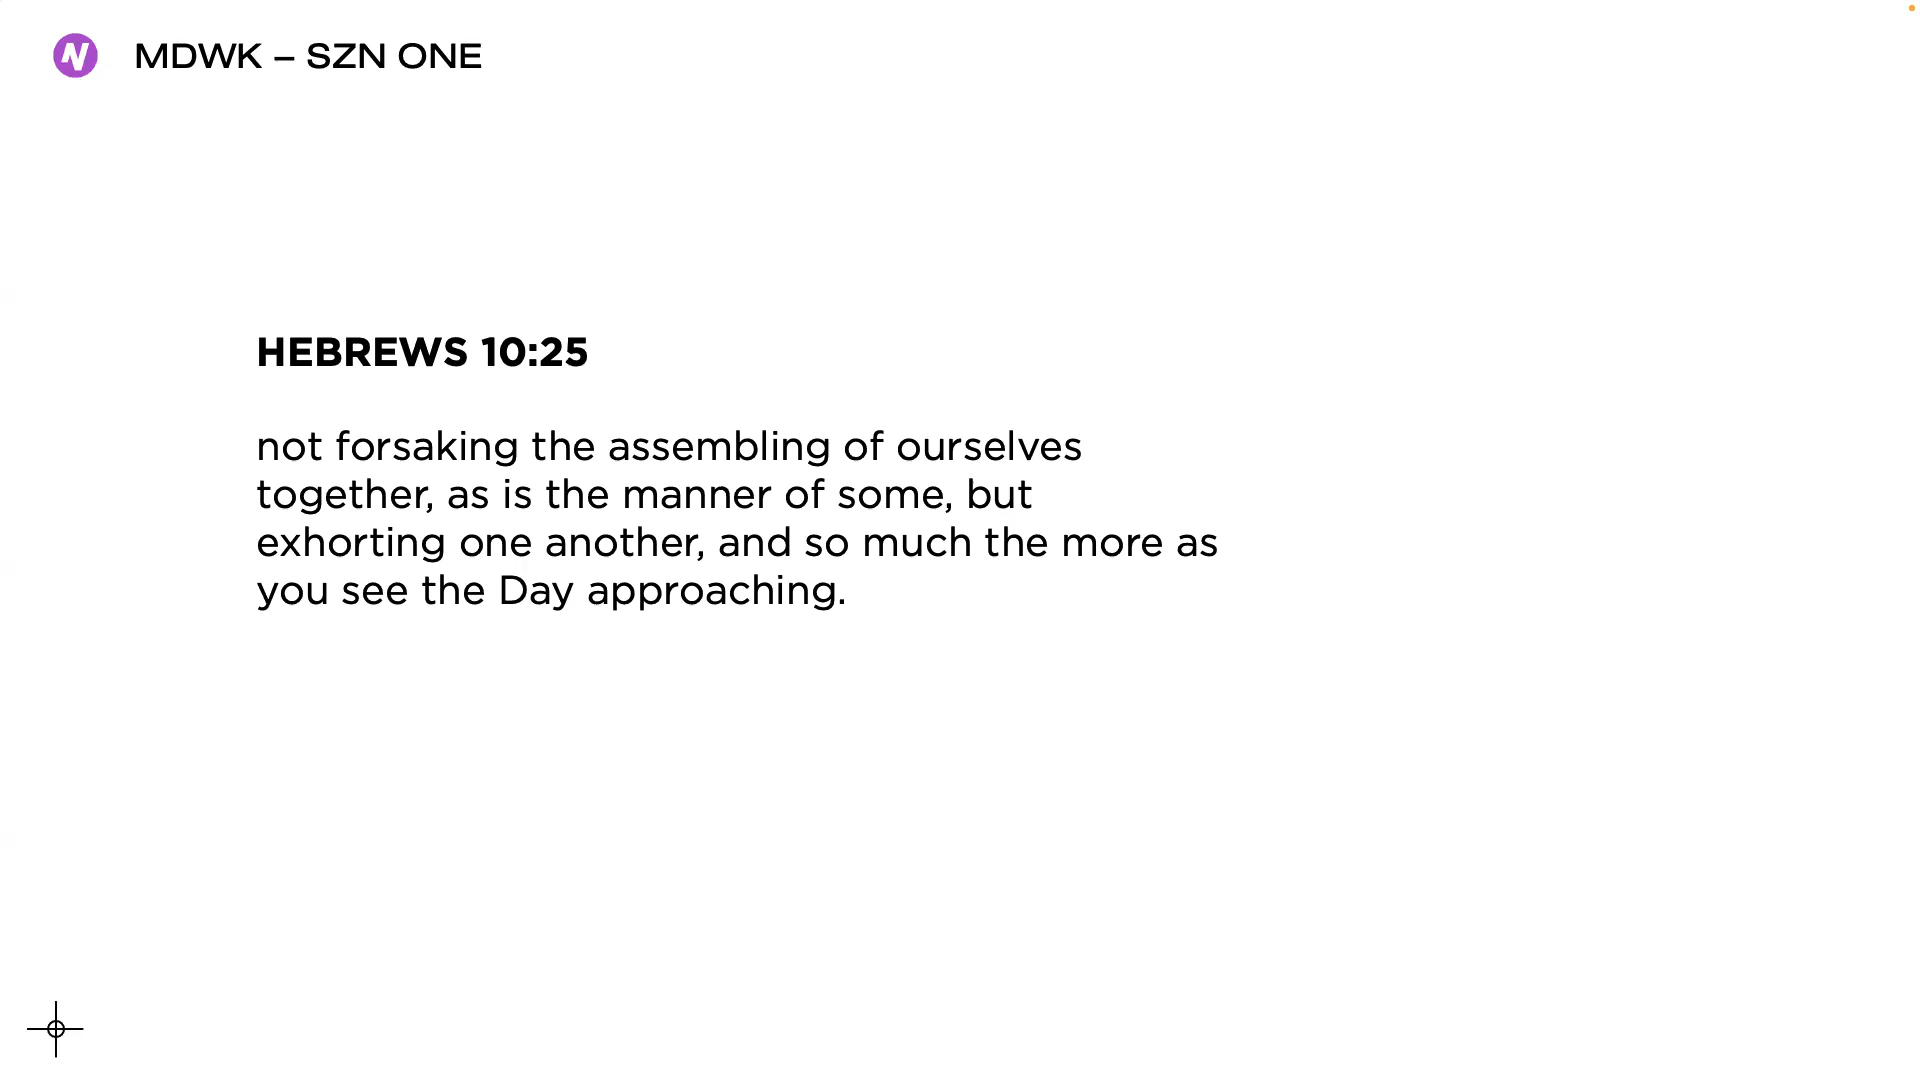 N
MDWK – SZN ONE
HEBREWS 10:25
not forsaking the assembling of ourselves
together, as is the manner of some, but
exhorting one another, and so much the more as
you see the Day approaching.